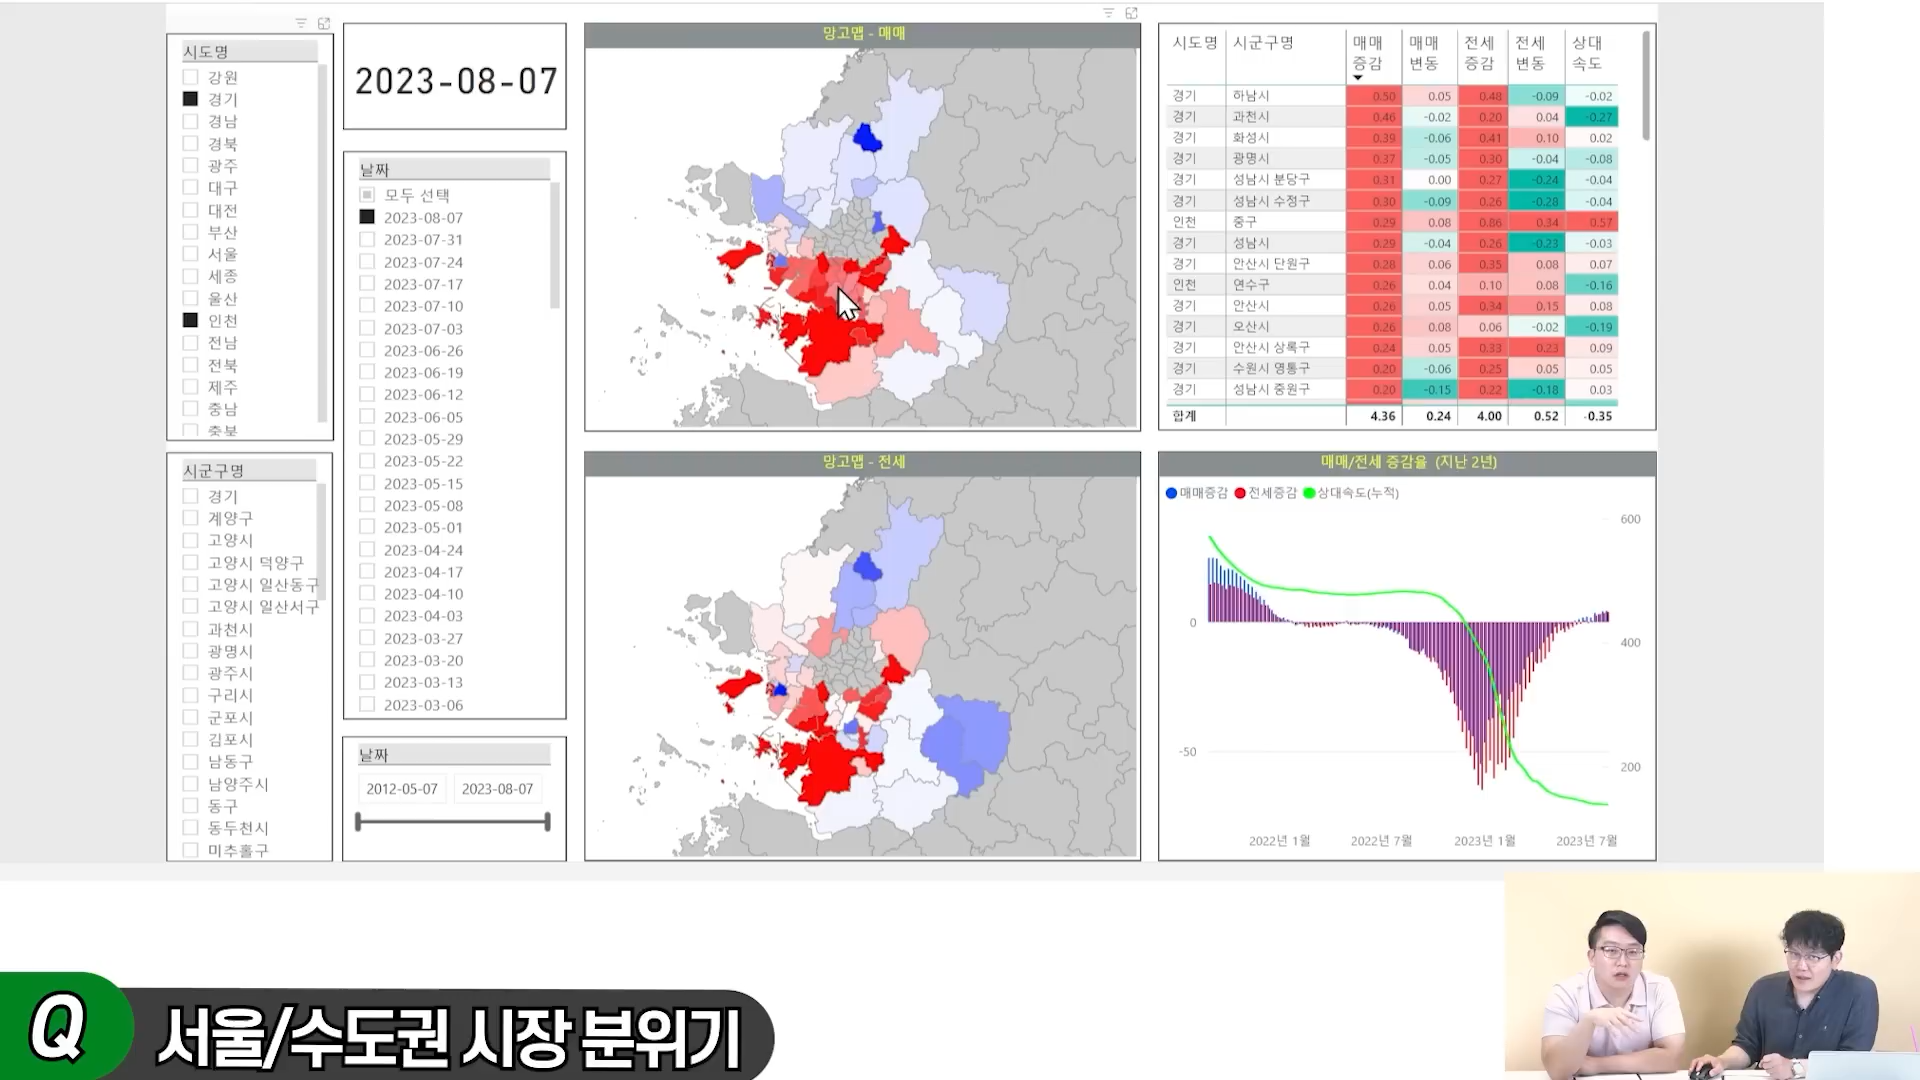 시도명
강원
경기
경남
경북
광주
대구
대전
부산
서울
세종
울산
인천
전남
전북
제주
충남
충북
시군구명
경기
계양구
고양시
고양시 덕양구
고양시 일산동구
고양시 일산서구
과천시
광명시
광주시
구리시
군포시
김포시
남동구
남양주시
동구
동두천시
미추홀구
2023-08-07
날짜
모두 선택
2023-08-07
2023-07-31
2023-07-24
2023-07-17
2023-07-10
2023-07-03
2023-06-26
2023-06-19
2023-06-12
2023-06-05
2023-05-29
2023-05-22
2023-05-15
2023-05-08
2023-05-01
2023-04-24
2023-04-17
2023-04-10
2023-04-03
2023-03-27
2023-03-20
2023-03-13
2023-03-06
날짜
2012-05-07 2023-08-07
망고맵 - 매매
망고맵 - 전세
시도명 시군구명 매매 증감 매매 변동 전세 증감 전세 변동 상대 속도
경기 하남시 0.50 0.05 0.48 -0.09 -0.02
경기 과천시 0.46 -0.02 0.20 0.04 -0.27
경기 화성시 0.39 -0.06 0.41 0.10 0.02
경기 광명시 0.37 -0.05 0.30 -0.04 -0.08
경기 성남시 분당구 0.31 0.00 0.27 -0.24 -0.04
경기 성남시 수정구 0.30 -0.09 0.26 -0.28 -0.04
인천 중구 0.29 0.08 0.86 0.34 0.57
경기 성남시 0.29 -0.04 0.26 -0.23 -0.03
경기 안산시 단원구 0.28 0.06 0.35 0.08 0.07
인천 연수구 0.26 0.04 0.10 0.08 -0.16
경기 안산시 0.26 0.05 0.34 0.15 0.08
경기 오산시 0.26 0.08 0.06 -0.02 -0.19
경기 안산시 상록구 0.24 0.05 0.33 0.23 0.09
경기 수원시 영통구 0.20 -0.06 0.25 0.05 0.05
경기 성남시 중원구 0.20 -0.15 0.22 -0.18 0.03
합계 4.36 0.24 4.00 0.52 -0.35
매매/전세 증감율 (지난 2년)
매매증감 전세증감 상대속도(누적)
600
0
400
-50
200
2022년 1월 2022년 7월 2023년 1월 2023년 7월
Q 서울/수도권 시장 분위기